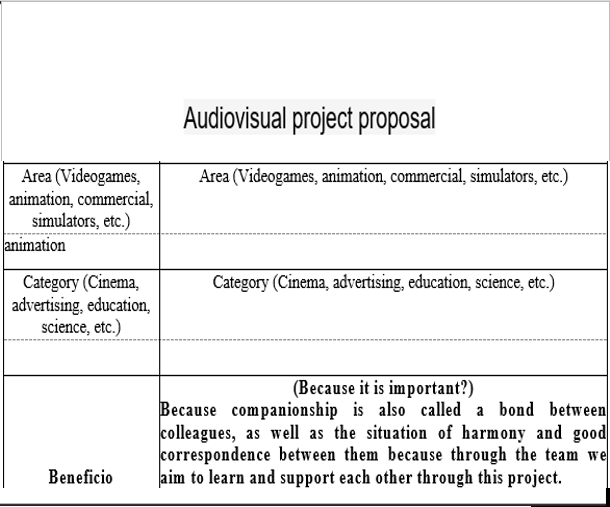 Audiovisual project proposal
Area (Videogames,
animation, commercial,
simulators, etc.)
Area (Videogames, animation, commercial, simulators, etc.)
animation
Category (Cinema,
advertising, education,
science, etc.)
Category (Cinema, advertising, education, science, etc.)
Beneficio
(Because it is important?)
Because companionship is also called a bond between
colleagues, as well as the situation of harmony and good
correspondence between them because through the team we
aim to learn and support each other through this project.